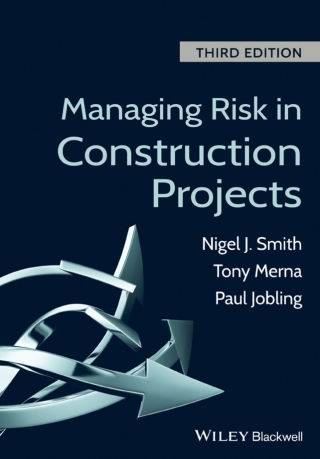 THIRD EDITION
Managing Risk in
Construction
Projects
Nigel J. Smith
Tony Merna
Paul Jobling
WILEY Blackwell